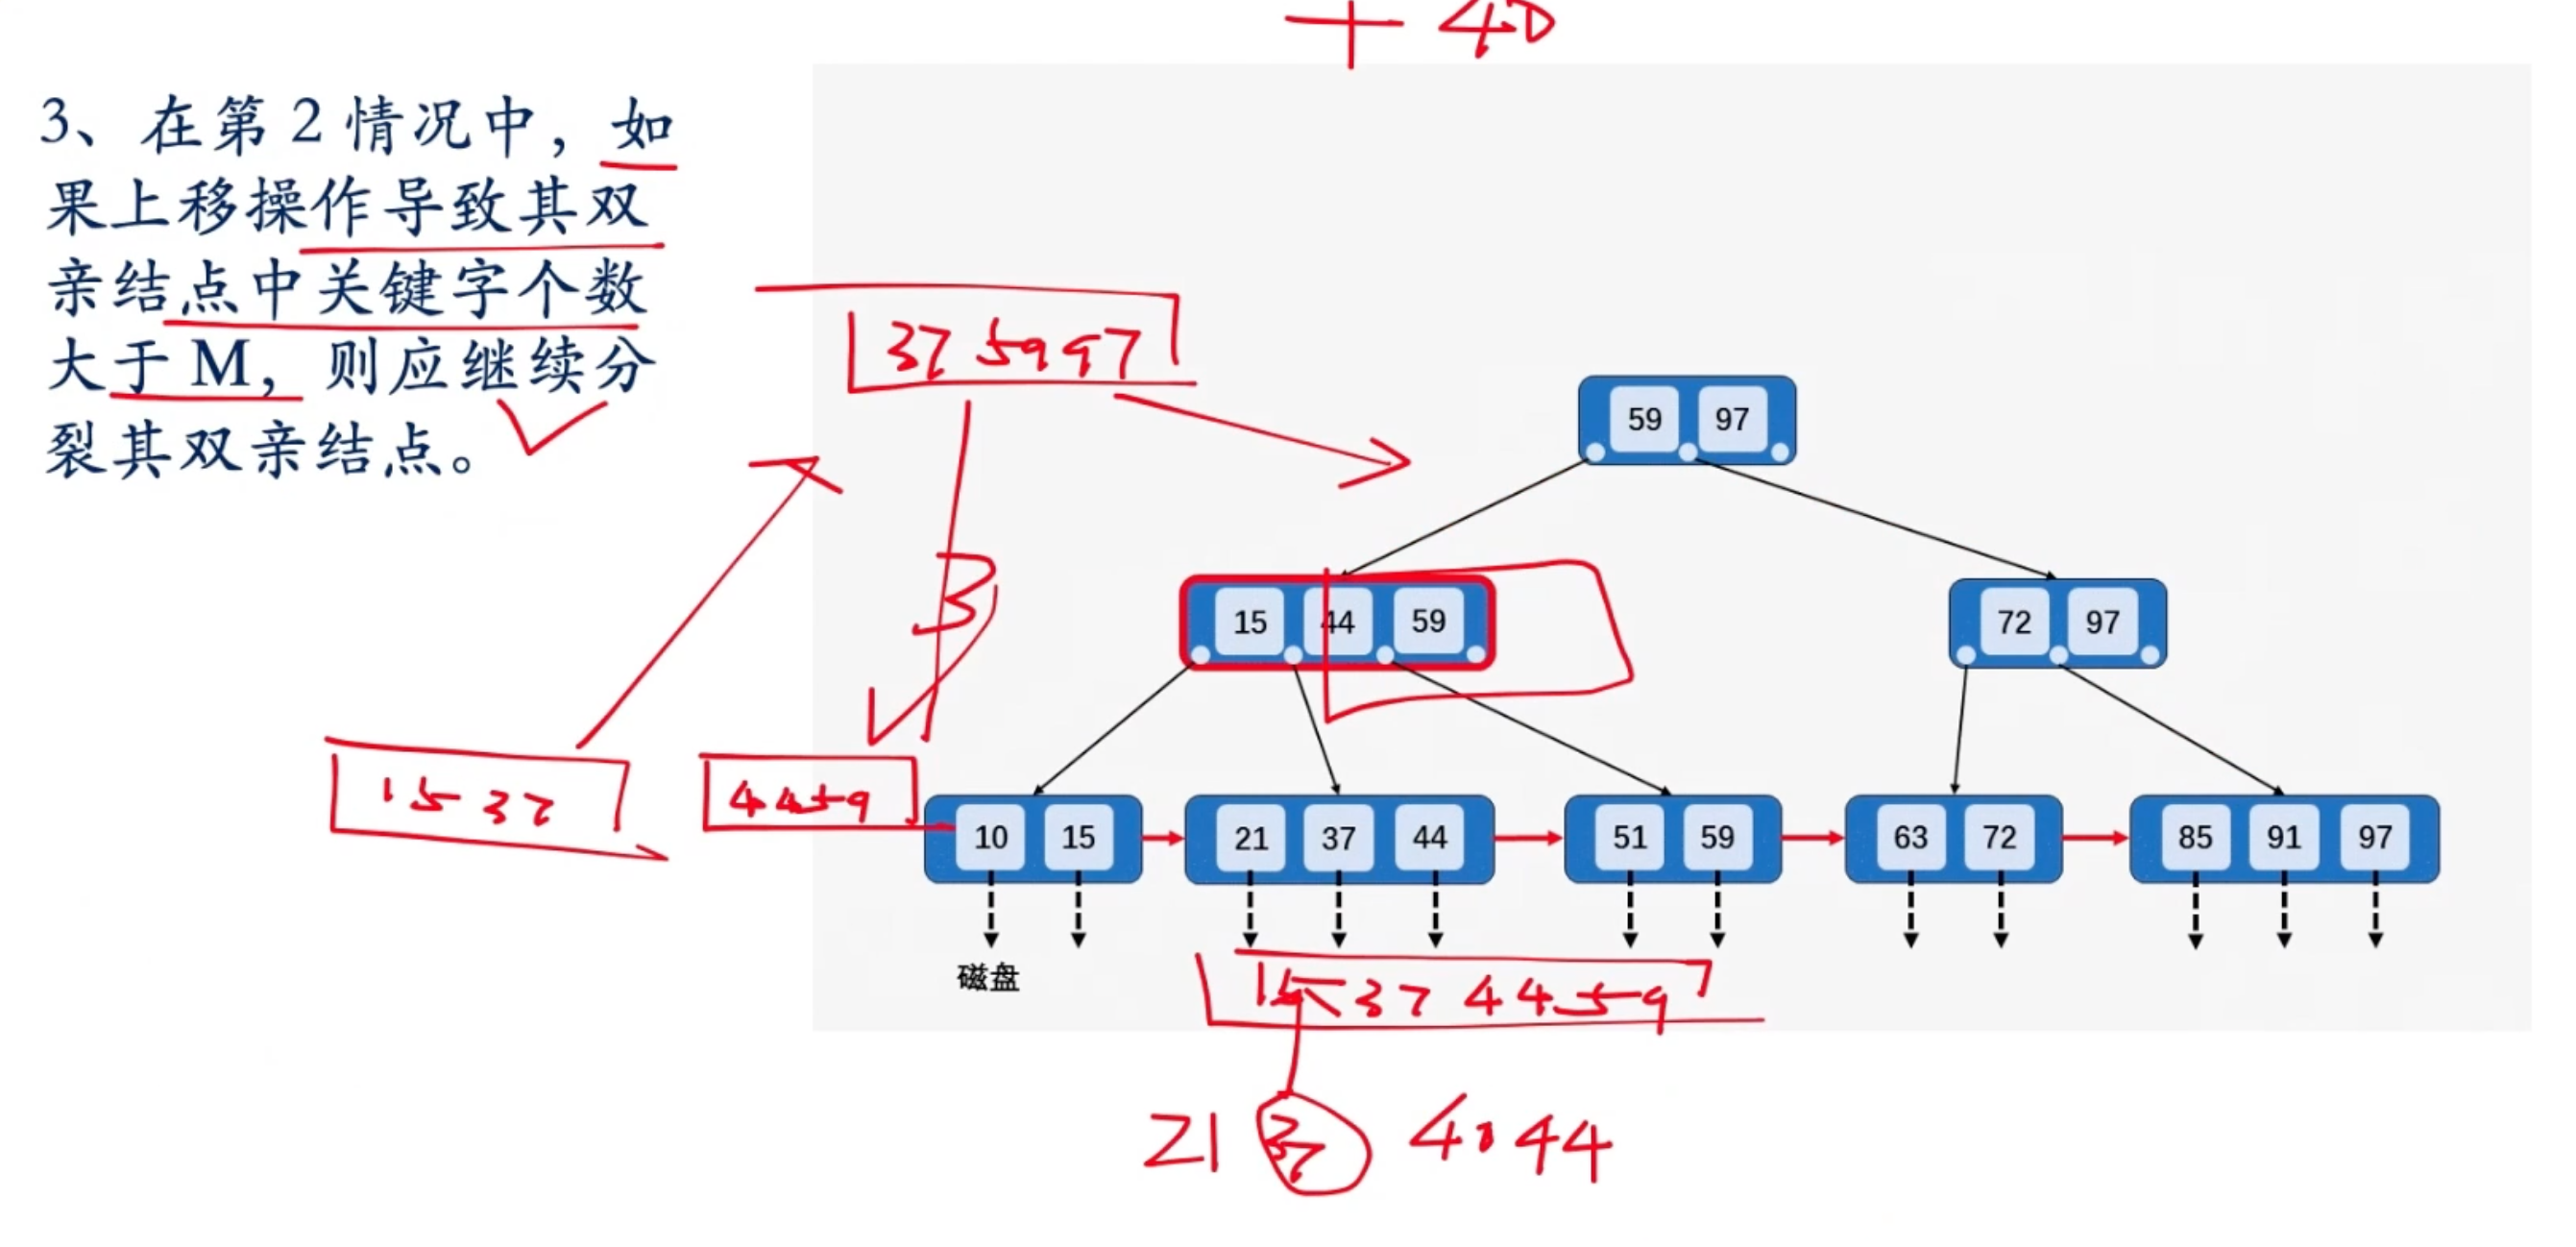 + 40
3、在第 2 情况中，如
果上移操作导致其双
亲结点中关键字个数
大于 M，则应继续分
裂其双亲结点。
37 59 97
59 97
3
15 44 59
72 97
15 37
44 59
10 15
21 37 44
51 59
63 72
85 91 97
磁盘
15 37 44 59
21 37 40 44